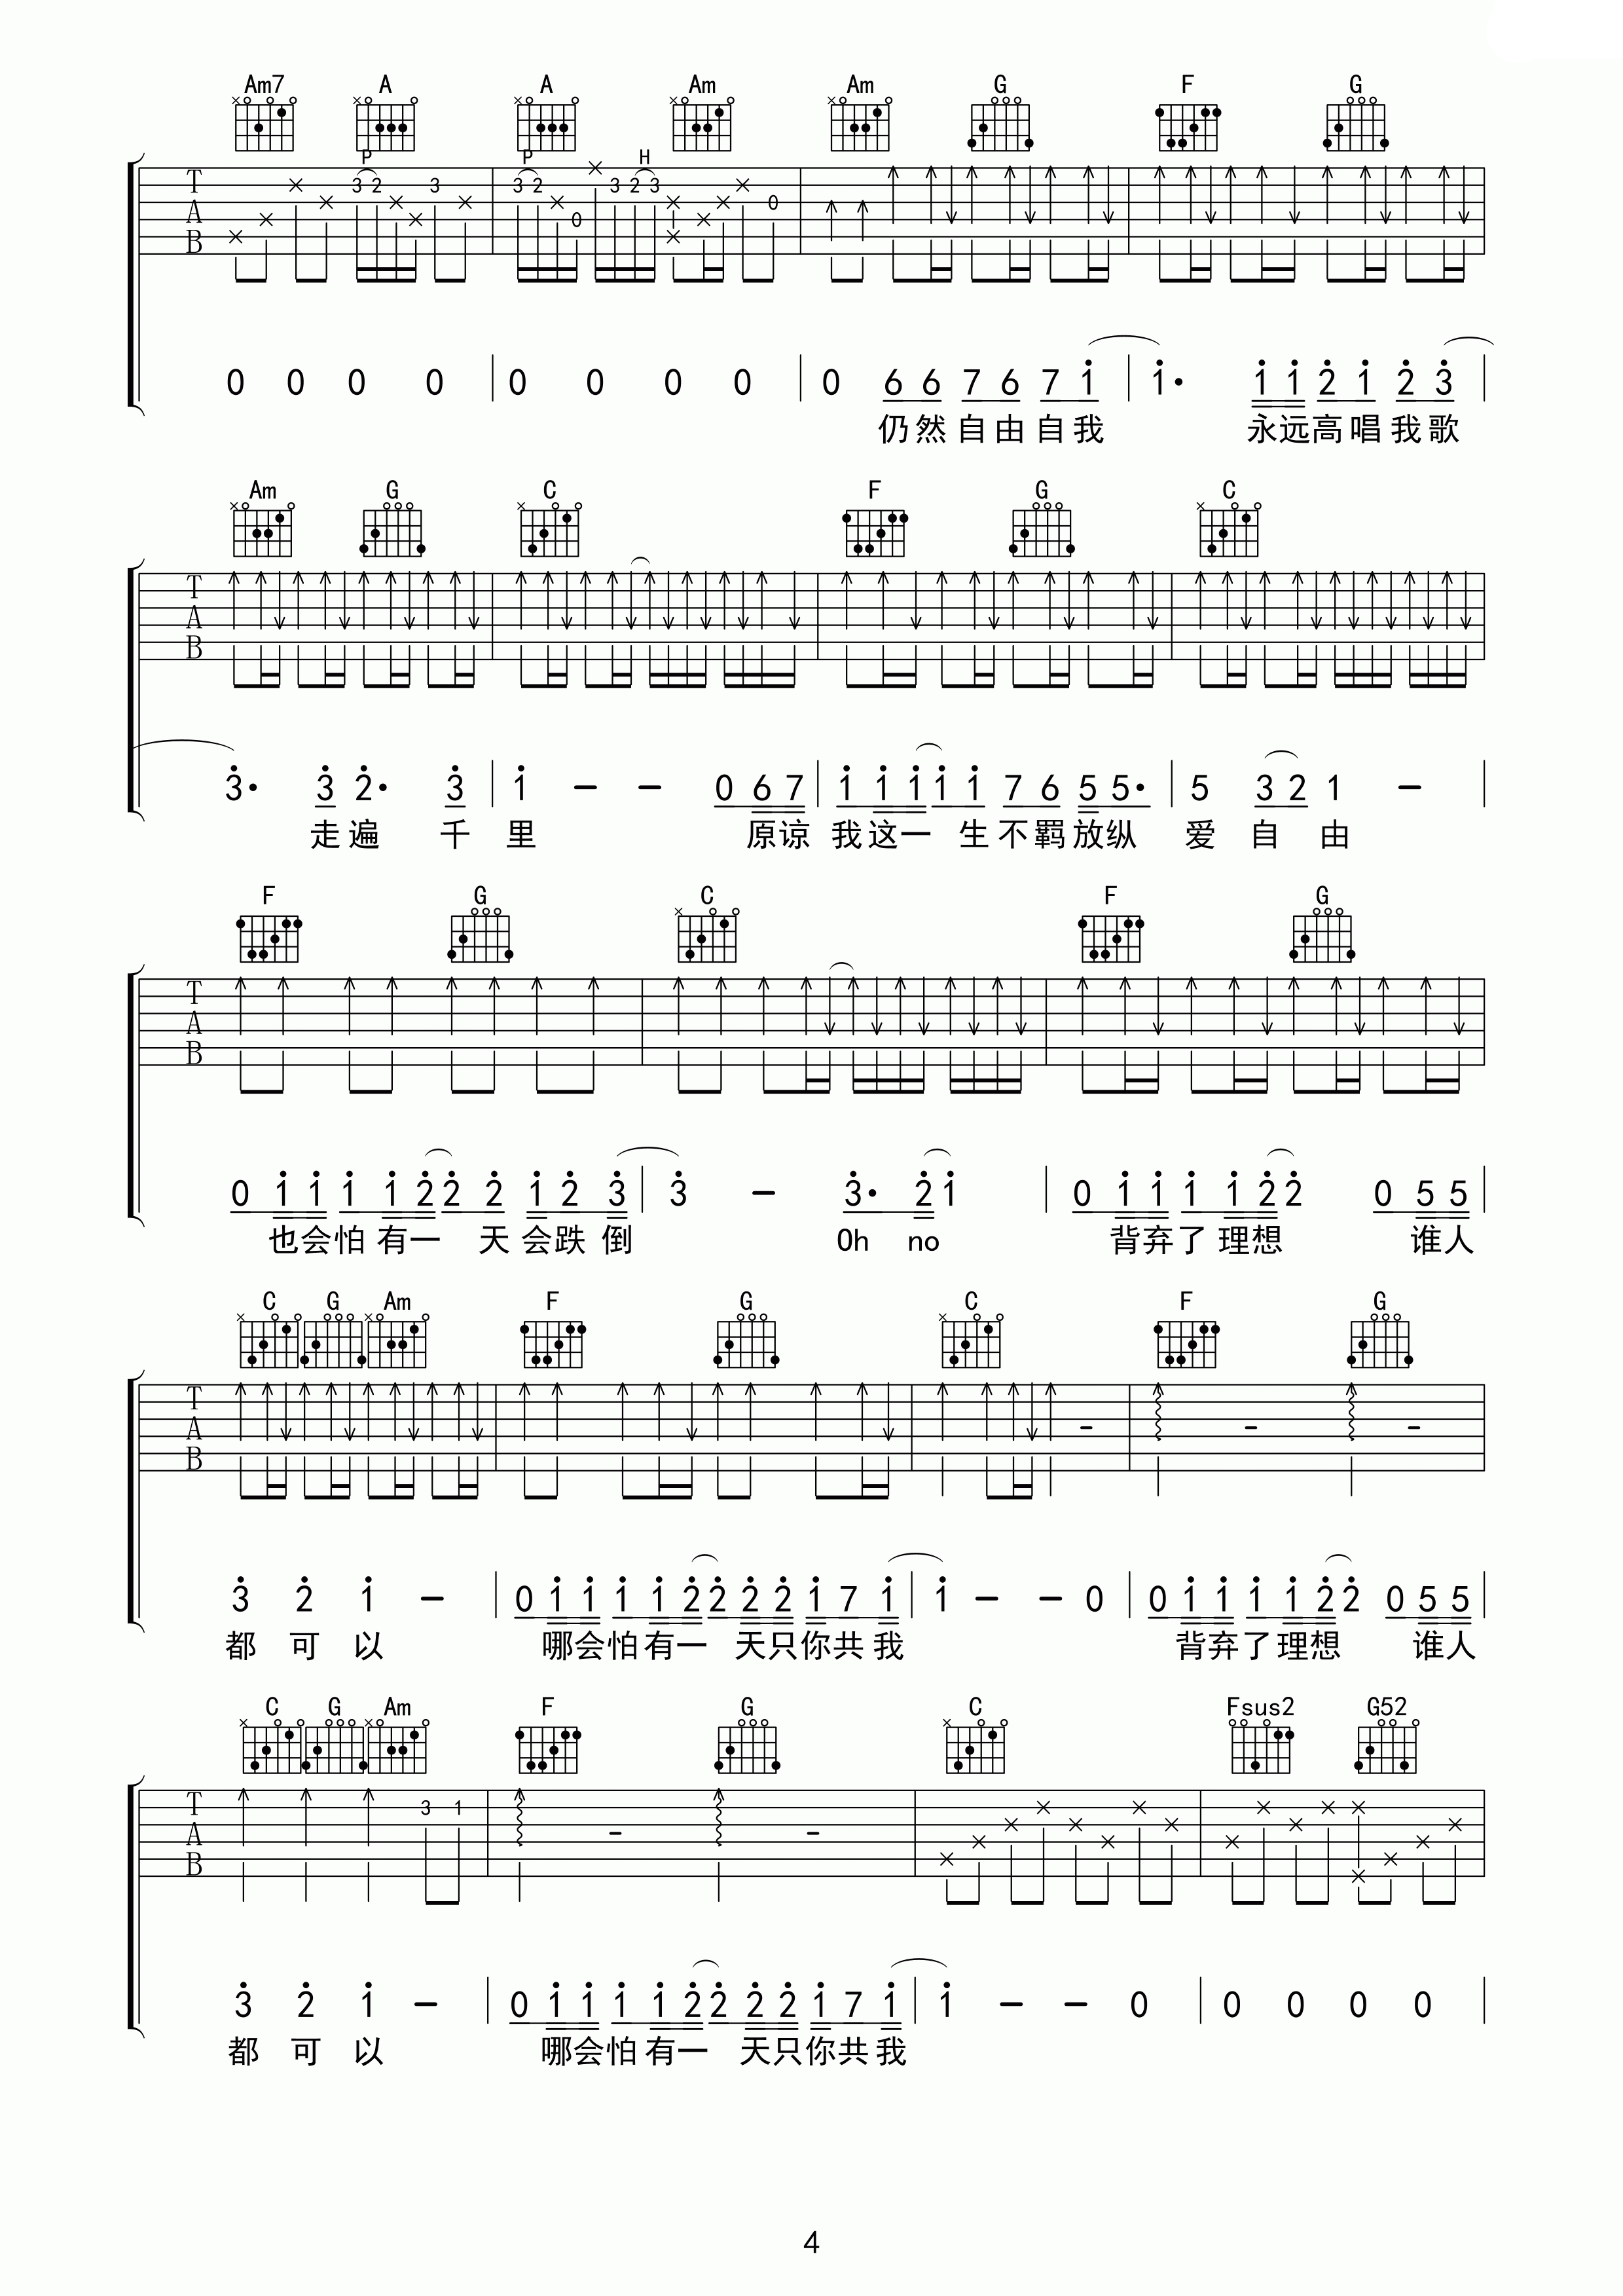 Am7 A A Am Am G F G
P P H
T A B 3 2 3 3 2 0 3 2 3 0
0 0 0 0 0 0 0 0 0 6 6 7 6 7 1 1· 1 1 2 1 2 3
仍然自由自我 永远高唱我歌
Am G C F G C
T A B
3· 3 2· 3 1 - - 0 6 7 1 1 1 1 1 7 6 5 5· 5 3 2 1 -
走遍千里 原谅我这一生不羁放纵爱自由
F G C F G
T A B
0 1 1 1 1 2 2 2 1 2 3 3 - 3· 2 1 0 1 1 1 1 2 2 0 5 5
也会怕有一天会跌倒 Oh no 背弃了理想 谁人
C G Am F G C F G
T A B - - -
3 2 1 - 0 1 1 1 1 2 2 2 2 1 7 1 1 - - 0 0 1 1 1 1 2 2 0 5 5
都可以 哪会怕有一天只你共我 背弃了理想 谁人
C G Am F G C Fsus2 G52
T A B 3 1 - -
3 2 1 - 0 1 1 1 1 2 2 2 2 1 7 1 1 - - 0 0 0 0 0
都可以 哪会怕有一天只你共我
4